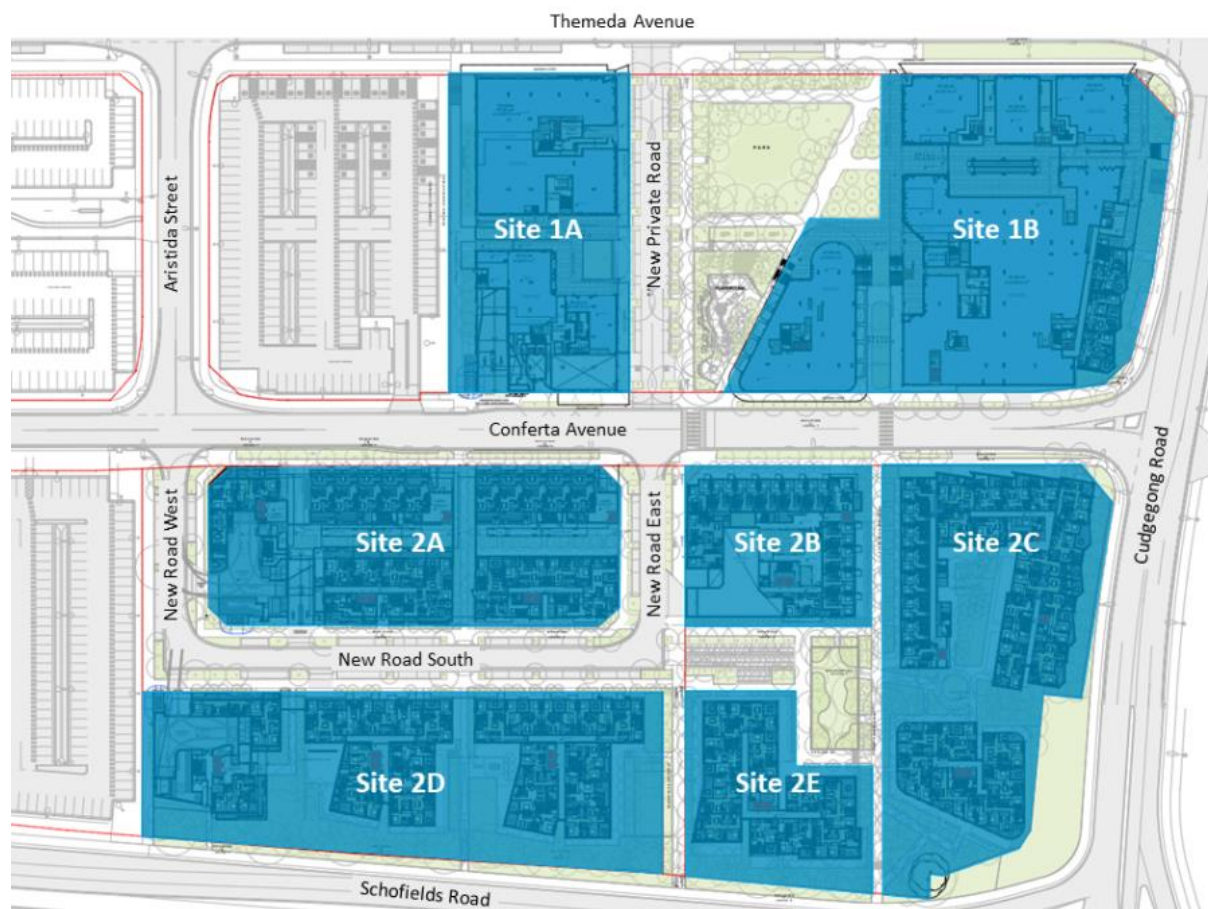 Themeda Avenue
Aristida Street
Site 1A
"New Private Road
PARK
Site 1B
Conferta Avenue
Cudgegong Road
New Road West
Site 2A
New Road East
Site 2B
Site 2C
New Road South
Site 2D
Site 2E
Schofields Road